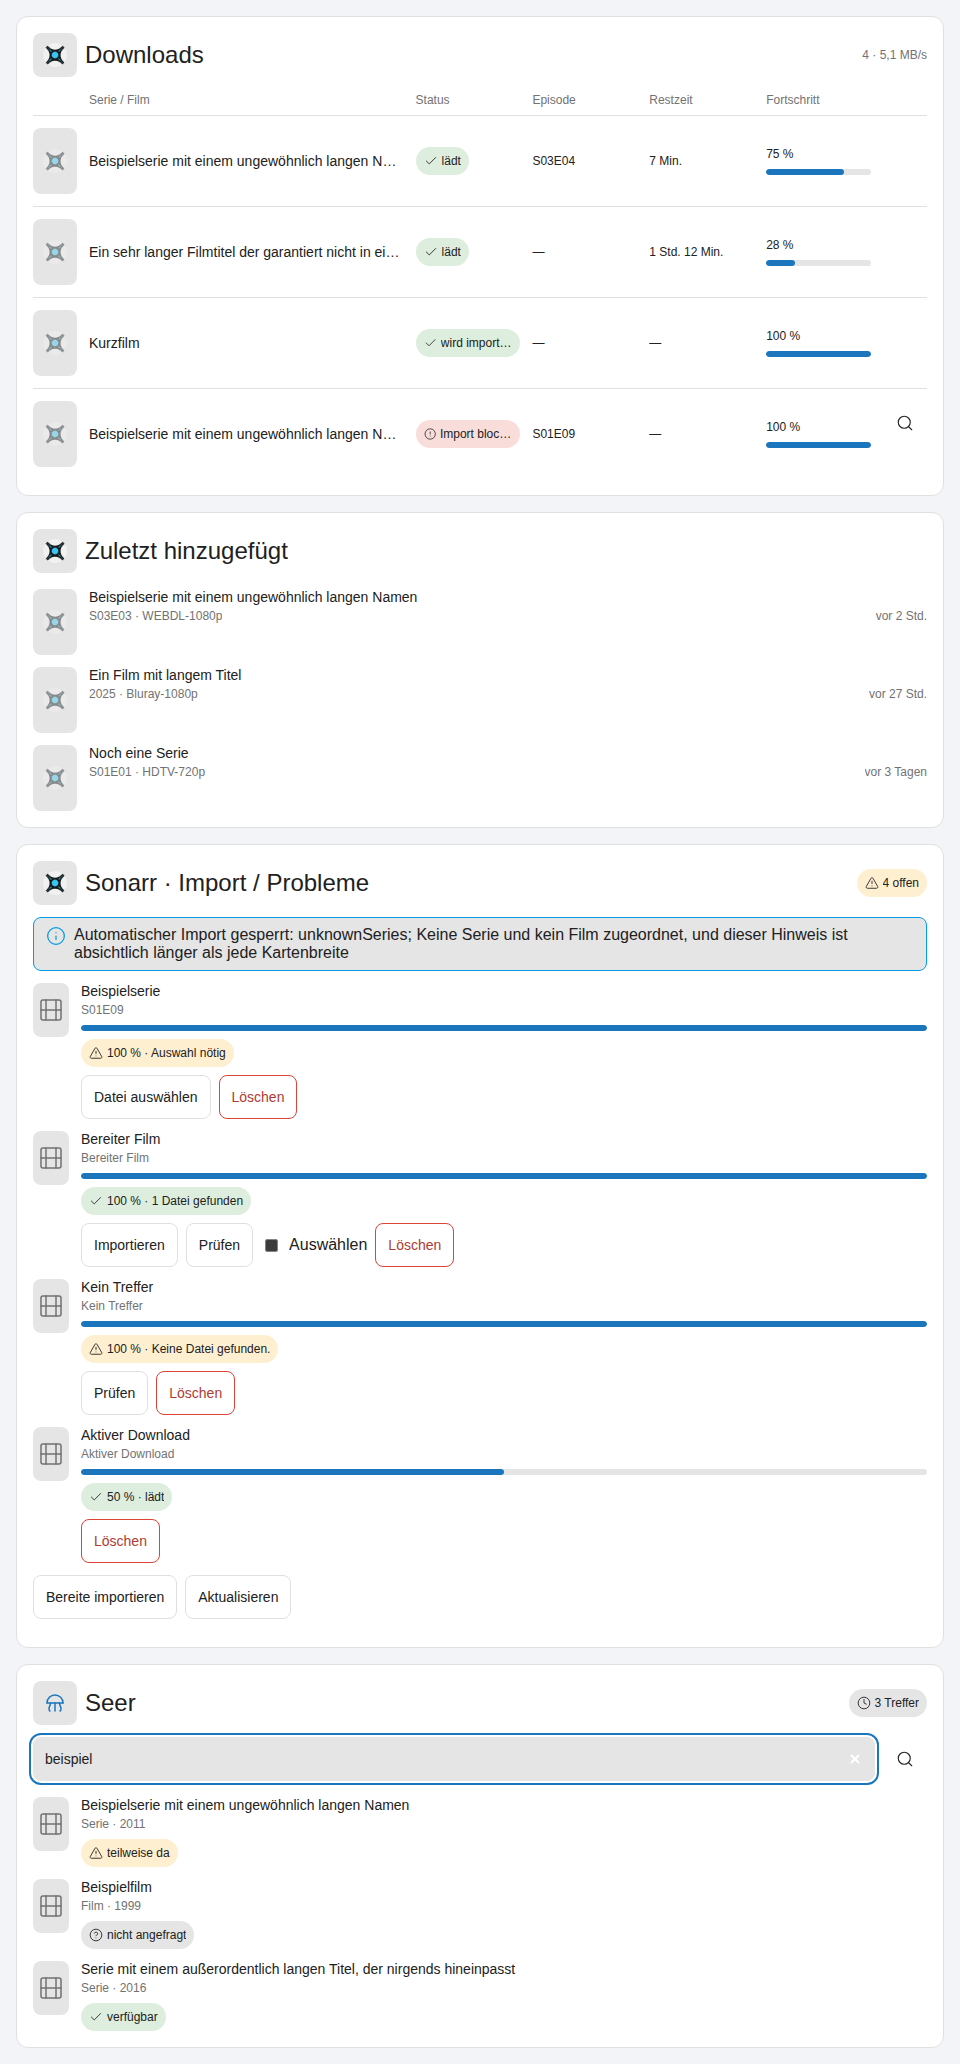 Downloads
4 · 5,1 MB/s
Serie / Film Status Episode Restzeit Fortschritt
Beispielserie mit einem ungewöhnlich langen N… lädt S03E04 7 Min. 75 %
Ein sehr langer Filmtitel der garantiert nicht in ei… lädt — 1 Std. 12 Min. 28 %
Kurzfilm wird import… — — 100 %
Beispielserie mit einem ungewöhnlich langen N… Import bloc… S01E09 — 100 %
Zuletzt hinzugefügt
Beispielserie mit einem ungewöhnlich langen Namen
S03E03 · WEBDL-1080p vor 2 Std.
Ein Film mit langem Titel
2025 · Bluray-1080p vor 27 Std.
Noch eine Serie
S01E01 · HDTV-720p vor 3 Tagen
Sonarr · Import / Probleme
4 offen
Automatischer Import gesperrt: unknownSeries; Keine Serie und kein Film zugeordnet, und dieser Hinweis ist
absichtlich länger als jede Kartenbreite
Beispielserie
S01E09
100 % · Auswahl nötig
Datei auswählen Löschen
Bereiter Film
Bereiter Film
100 % · 1 Datei gefunden
Importieren Prüfen Auswählen Löschen
Kein Treffer
Kein Treffer
100 % · Keine Datei gefunden.
Prüfen Löschen
Aktiver Download
Aktiver Download
50 % · lädt
Löschen
Bereite importieren Aktualisieren
Seer
3 Treffer
beispiel
Beispielserie mit einem ungewöhnlich langen Namen
Serie · 2011
teilweise da
Beispielfilm
Film · 1999
nicht angefragt
Serie mit einem außerordentlich langen Titel, der nirgends hineinpasst
Serie · 2016
verfügbar